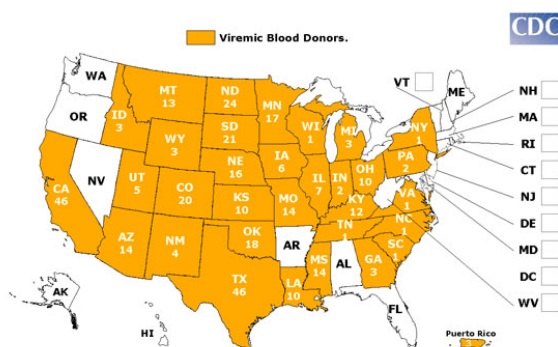 Viremic Blood Donors.
CDC
WA
OR
CA
46
NV
ID
3
MT
13
WY
3
UT
5
AZ
14
NM
4
CO
20
ND
24
SD
21
NE
16
KS
10
OK
18
TX
46
MN
17
IA
6
MO
14
AR
LA
10
WI
1
IL
7
MS
14
MI
3
IN
2
OH
10
KY
12
TN
1
AL
GA
3
FL
SC
1
NC
1
VA
1
PA
2
NY
1
VT
ME
NH
MA
RI
CT
NJ
DE
MD
DC
WV
AK
HI
Puerto Rico
3